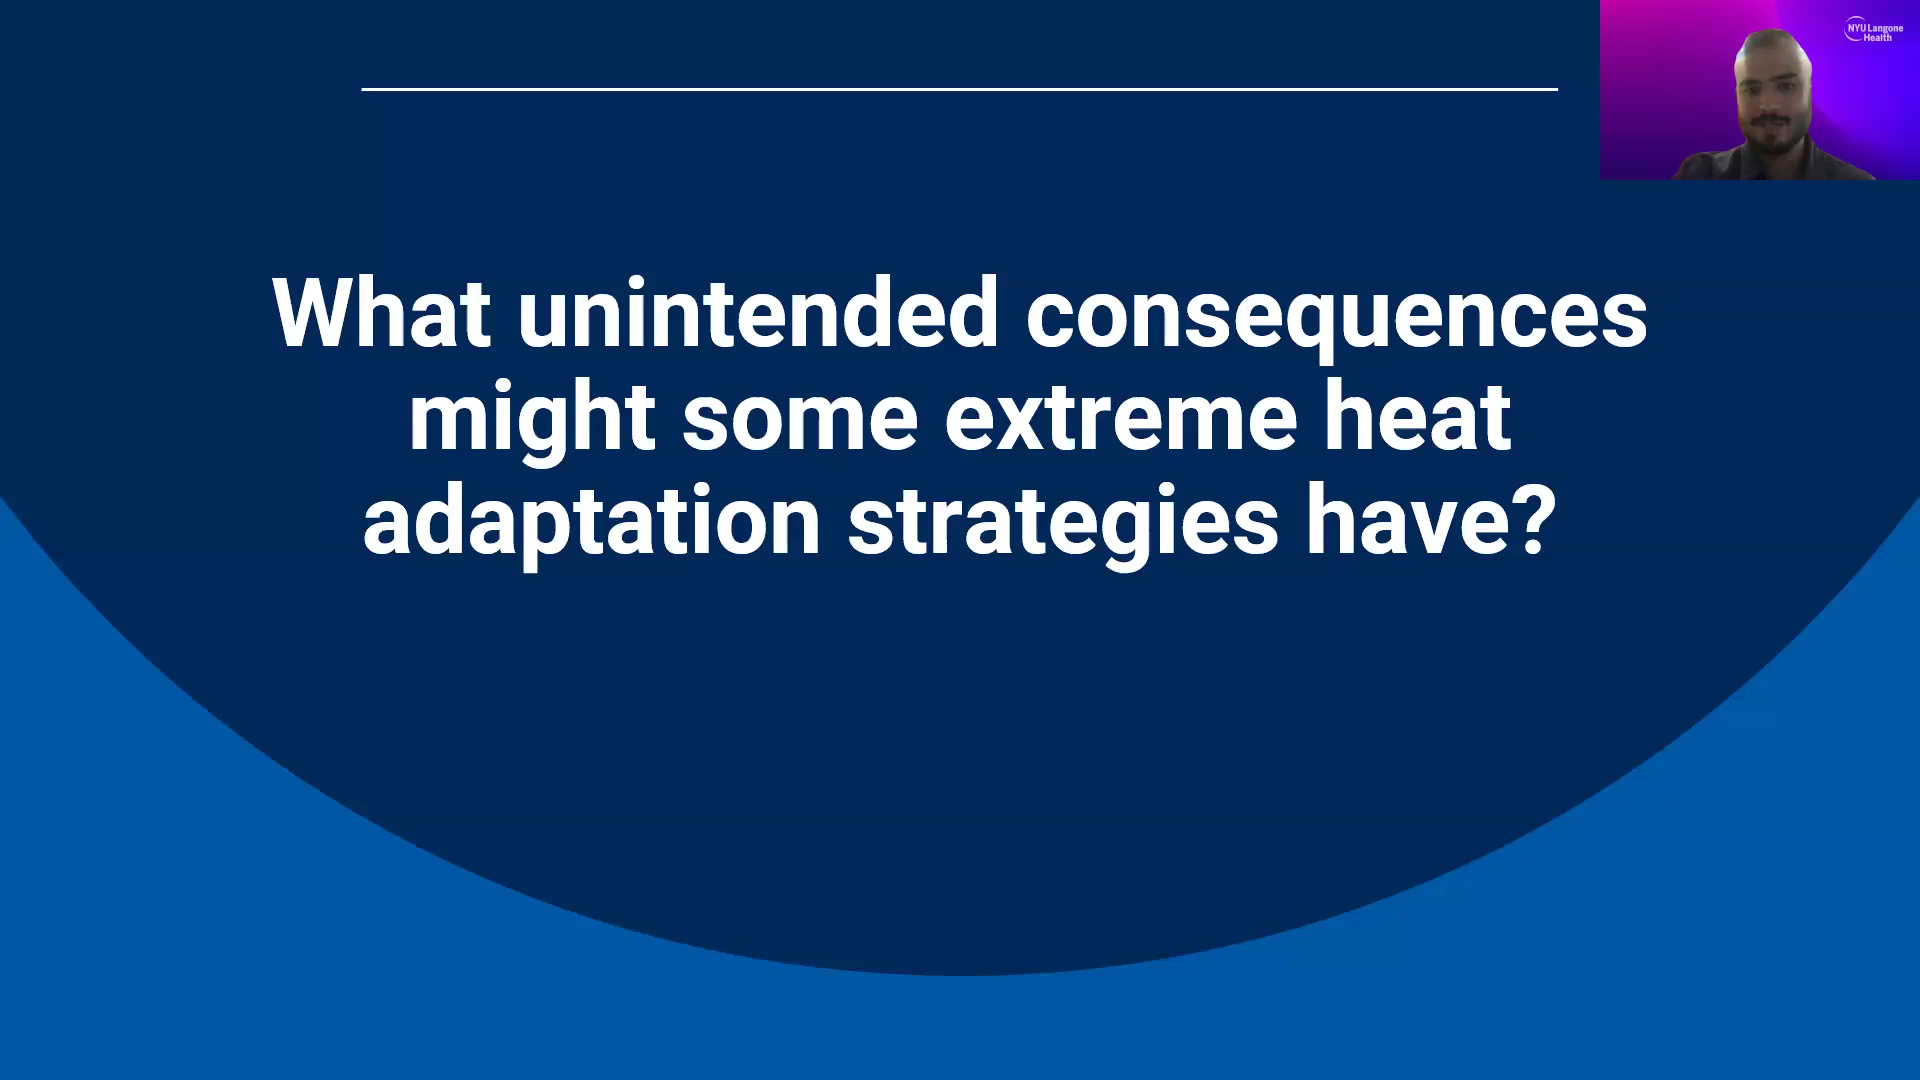 NYU Langone
Health
What unintended consequences
might some extreme heat
adaptation strategies have?